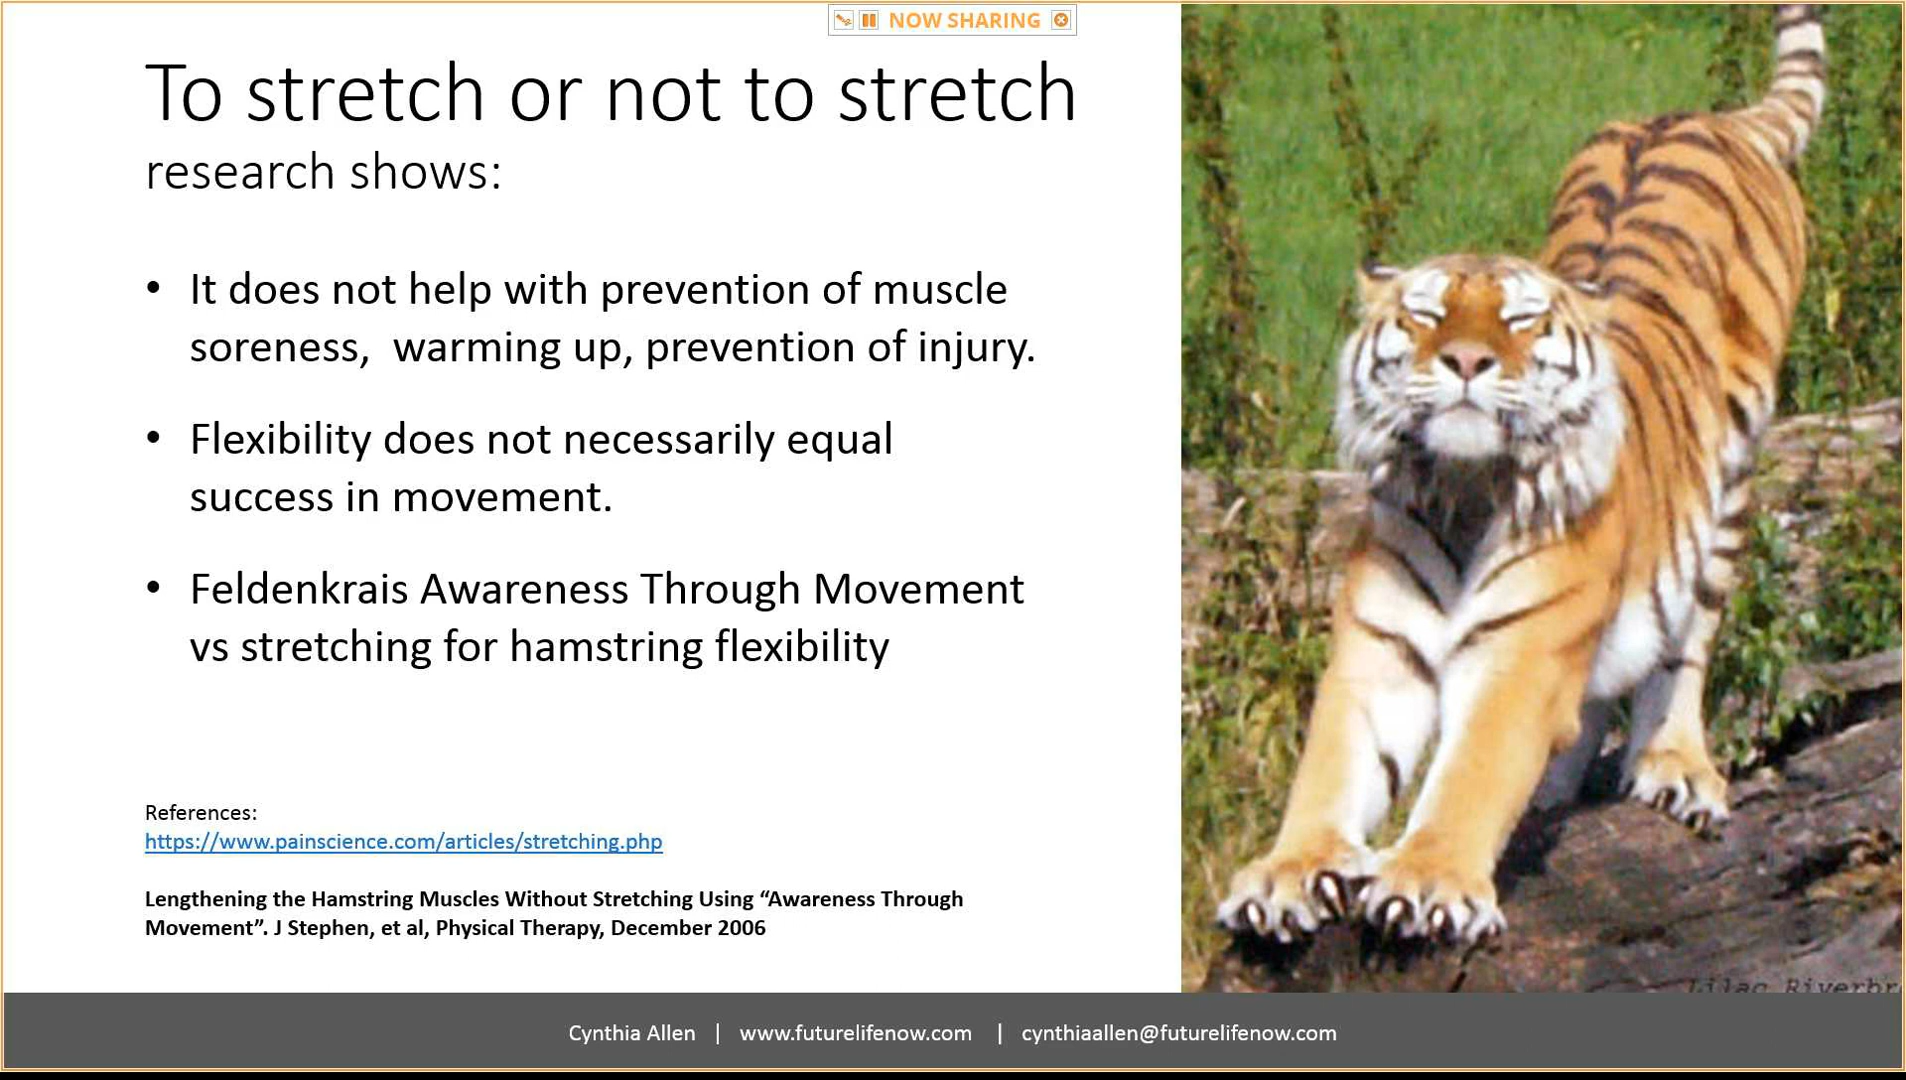 NOW SHARING
To stretch or not to stretch
research shows:
• It does not help with prevention of muscle
soreness,  warming up, prevention of injury.
• Flexibility does not necessarily equal
success in movement.
• Feldenkrais Awareness Through Movement
vs stretching for hamstring flexibility
References:
https://www.painscience.com/articles/stretching.php
Lengthening the Hamstring Muscles Without Stretching Using “Awareness Through
Movement”. J Stephen, et al, Physical Therapy, December 2006
Lilac
Cynthia Allen | www.futurelifenow.com | cynthiaallen@futurelifenow.com